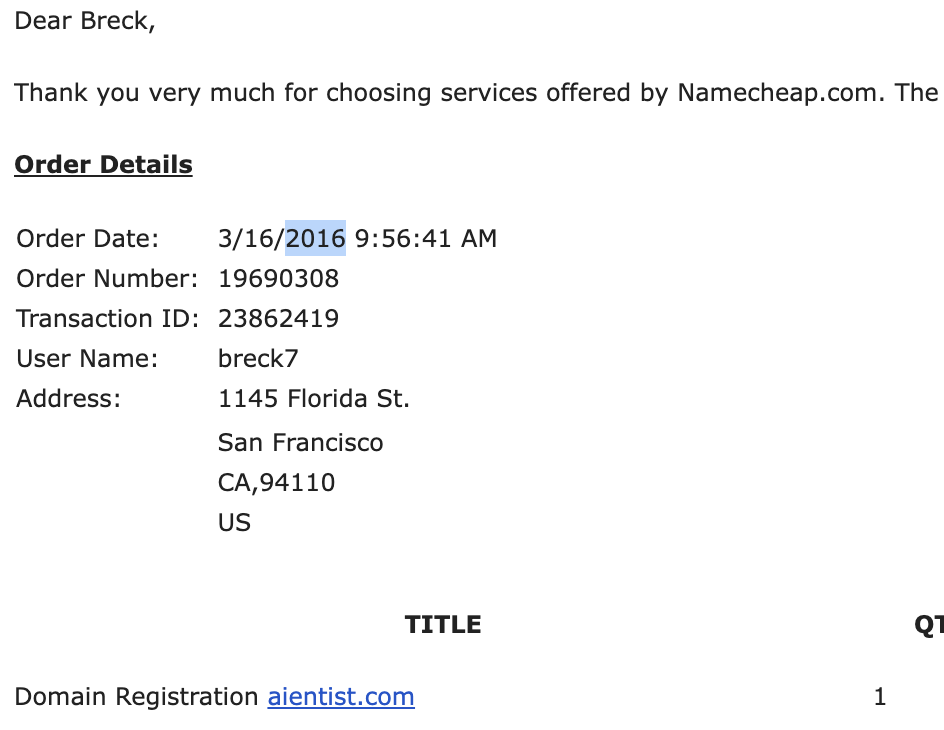 Dear Breck,
Thank you very much for choosing services offered by Namecheap.com. The
Order Details
Order Date: 3/16/2016 9:56:41 AM
Order Number: 19690308
Transaction ID: 23862419
User Name: breck7
Address: 1145 Florida St.
San Francisco
CA,94110
US
TITLE QT
Domain Registration aientist.com 1